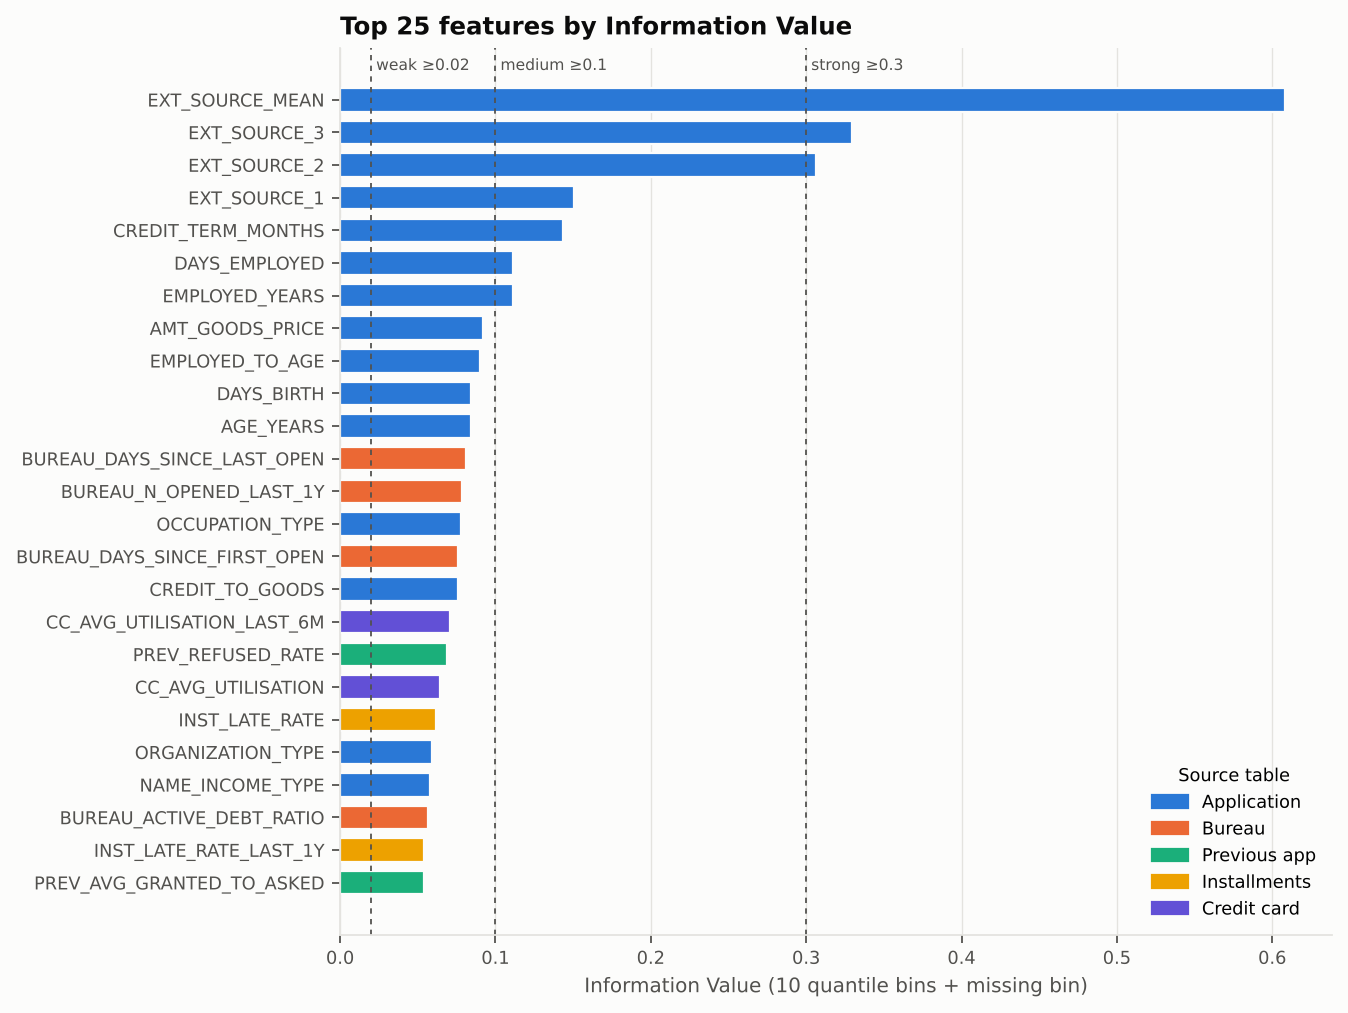 Top 25 features by Information Value
weak ≥0.02
medium ≥0.1
strong ≥0.3
EXT_SOURCE_MEAN
EXT_SOURCE_3
EXT_SOURCE_2
EXT_SOURCE_1
CREDIT_TERM_MONTHS
DAYS_EMPLOYED
EMPLOYED_YEARS
AMT_GOODS_PRICE
EMPLOYED_TO_AGE
DAYS_BIRTH
AGE_YEARS
BUREAU_DAYS_SINCE_LAST_OPEN
BUREAU_N_OPENED_LAST_1Y
OCCUPATION_TYPE
BUREAU_DAYS_SINCE_FIRST_OPEN
CREDIT_TO_GOODS
CC_AVG_UTILISATION_LAST_6M
PREV_REFUSED_RATE
CC_AVG_UTILISATION
INST_LATE_RATE
ORGANIZATION_TYPE
NAME_INCOME_TYPE
BUREAU_ACTIVE_DEBT_RATIO
INST_LATE_RATE_LAST_1Y
PREV_AVG_GRANTED_TO_ASKED
Source table
Application
Bureau
Previous app
Installments
Credit card
0.0 0.1 0.2 0.3 0.4 0.5 0.6
Information Value (10 quantile bins + missing bin)